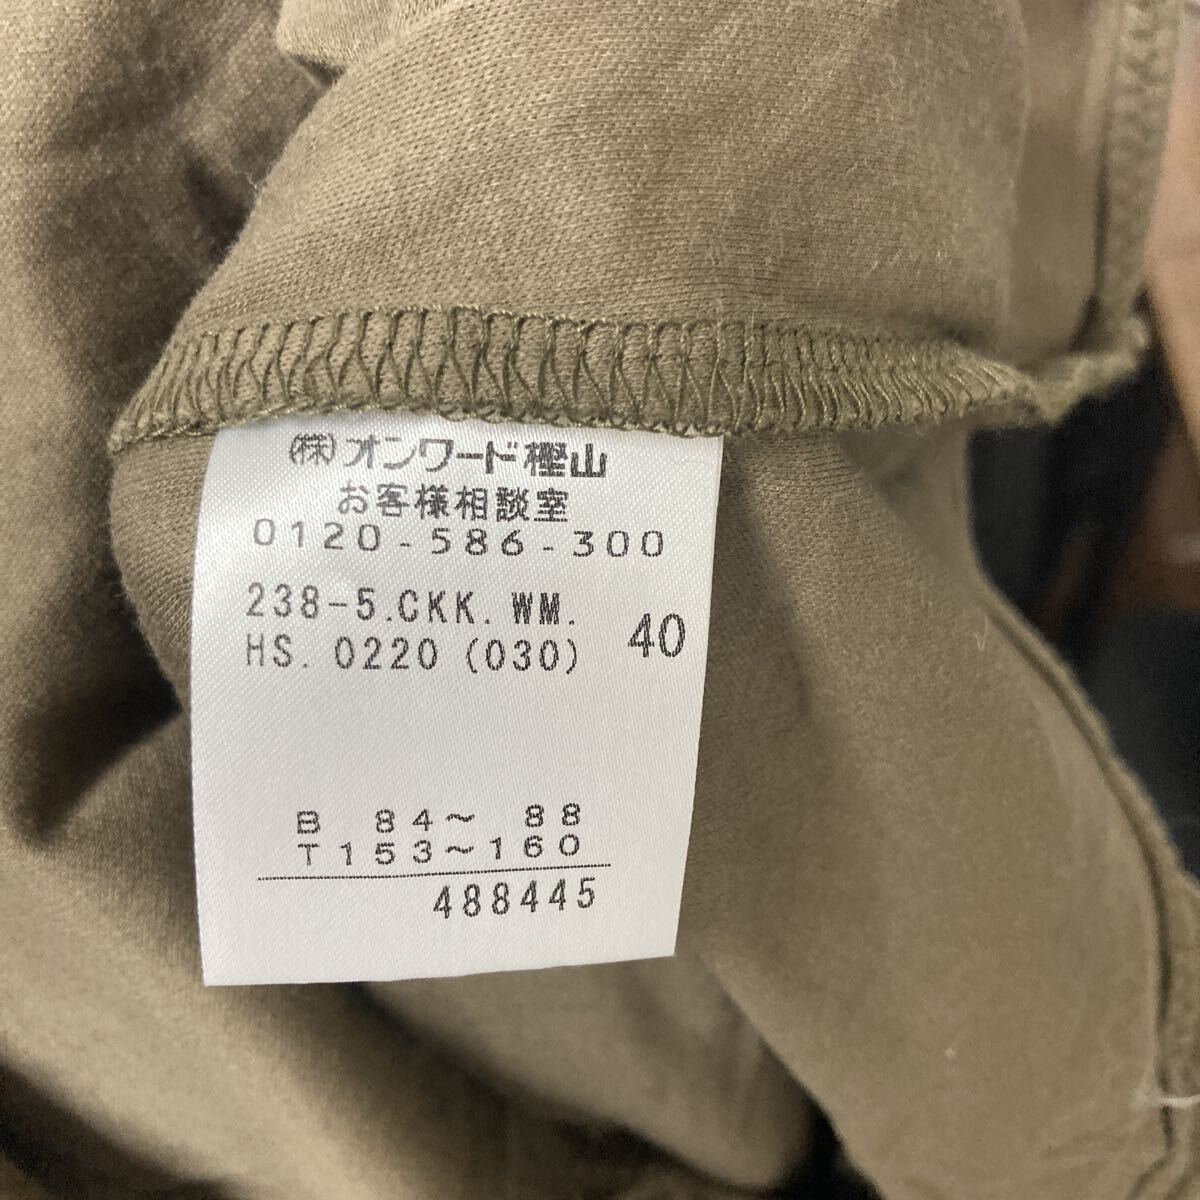 ㈱オンワード樫山
お客様相談室
0120-586-300
238-5.CKK.WM.
HS.0220(030)
40
B 84～ 88
T153～160
488445